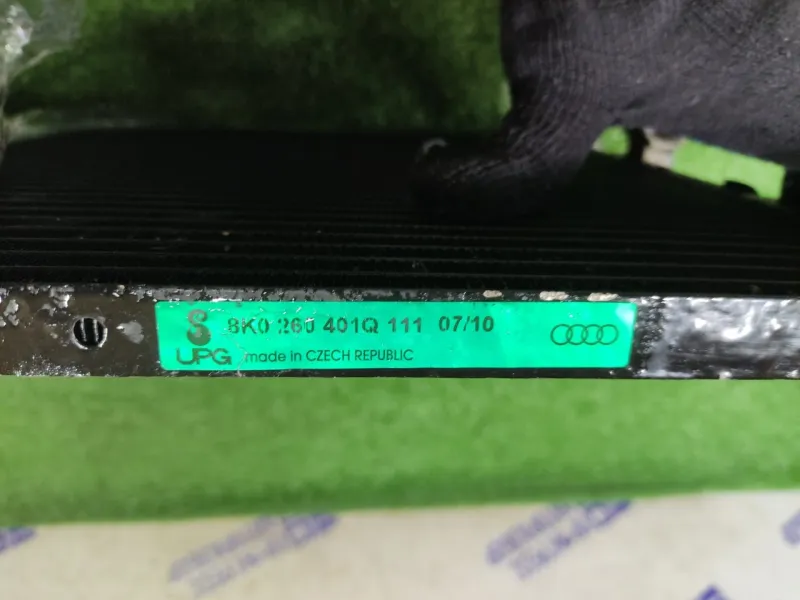 8K0 260 401Q 111 07/10
UPG made in CZECH REPUBLIC